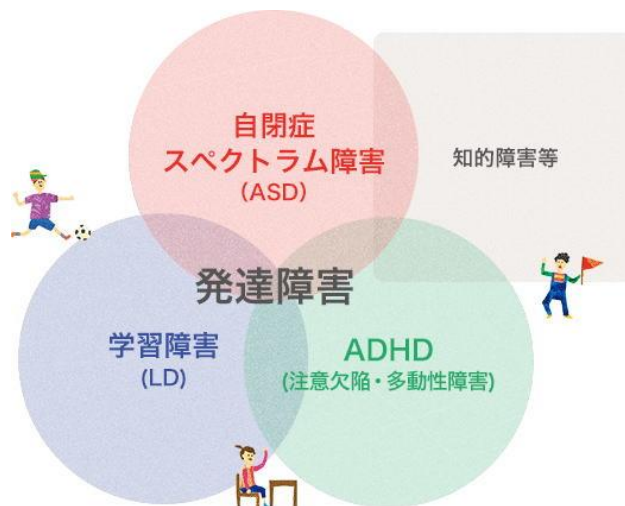 自閉症
スペクトラム障害
(ASD)
知的障害等
発達障害
学習障害
(LD)
ADHD
(注意欠陥・多動性障害)